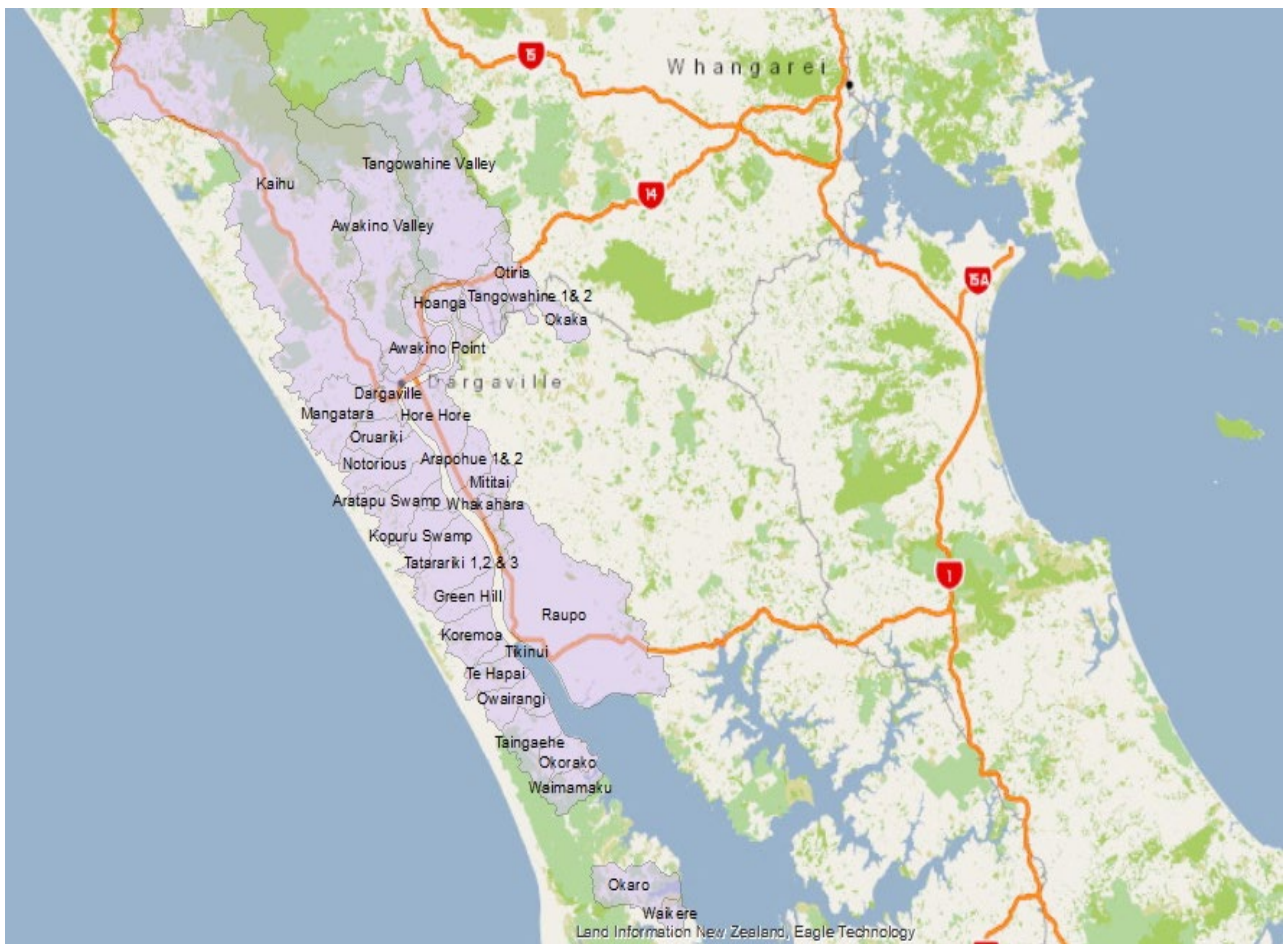 15
Whangarei
Tangowahine Valley
Kaihu
14
Awakino Valley
Otiria
15A
Hoanga
Tangowahine 1& 2
Okaka
Awakino Point
Dargaville
Dargaville
Mangatara
Hore Hore
Oruariki
Notorious
Arapohue 1& 2
Mititai
Aratapu Swamp
Whakahara
Kopuru Swamp
Tatarariki 1,2 & 3
1
Green Hill
Raupo
Koremoa
Tikinui
Te Hapai
Owairangi
Taingaehe
Okorako
Waimamaku
Okaro
Waikere
Land Information New Zealand, Eagle Technology